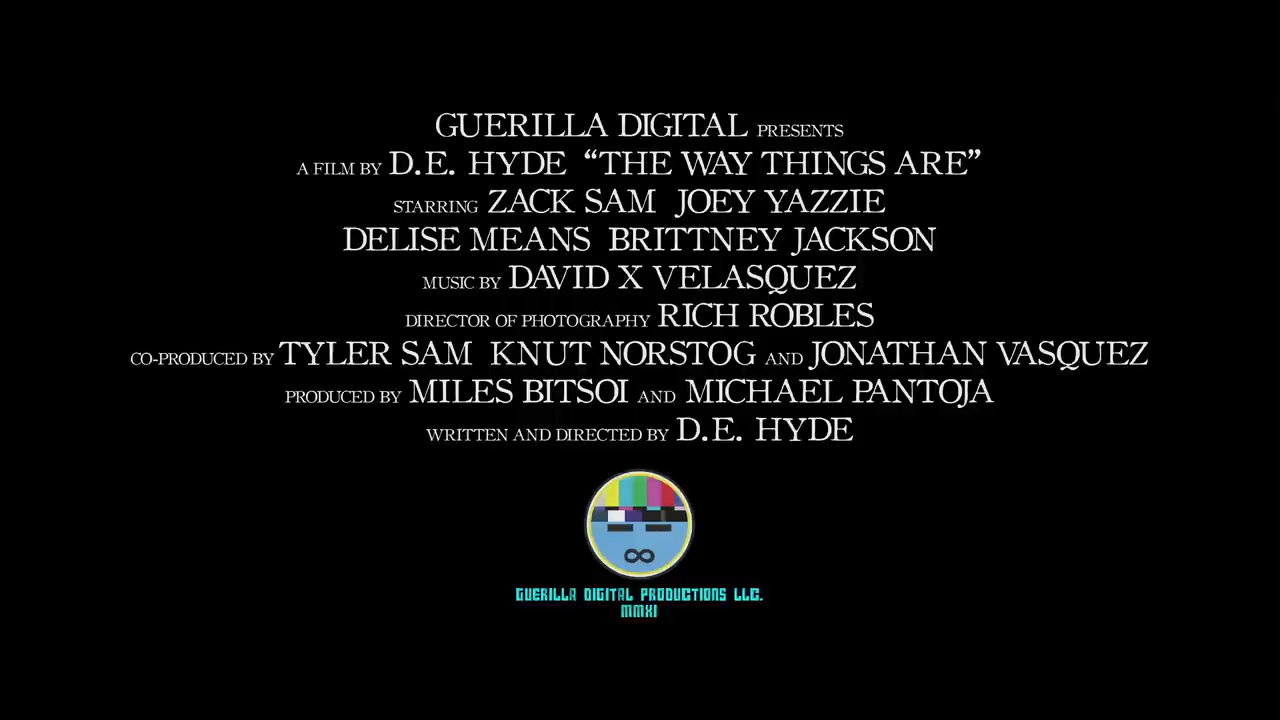 GUERILLA DIGITAL PRESENTS
A FILM BY D.E. HYDE “THE WAY THINGS ARE”
STARRING ZACK SAM JOEY YAZZIE
DELISE MEANS BRITTNEY JACKSON
MUSIC BY DAVID X VELASQUEZ
DIRECTOR OF PHOTOGRAPHY RICH ROBLES
CO-PRODUCED BY TYLER SAM KNUT NORSTOG AND JONATHAN VASQUEZ
PRODUCED BY MILES BITSOI AND MICHAEL PANTOJA
WRITTEN AND DIRECTED BY D.E. HYDE
GUERILLA DIGITAL PRODUCTIONS LLC.
MMXI